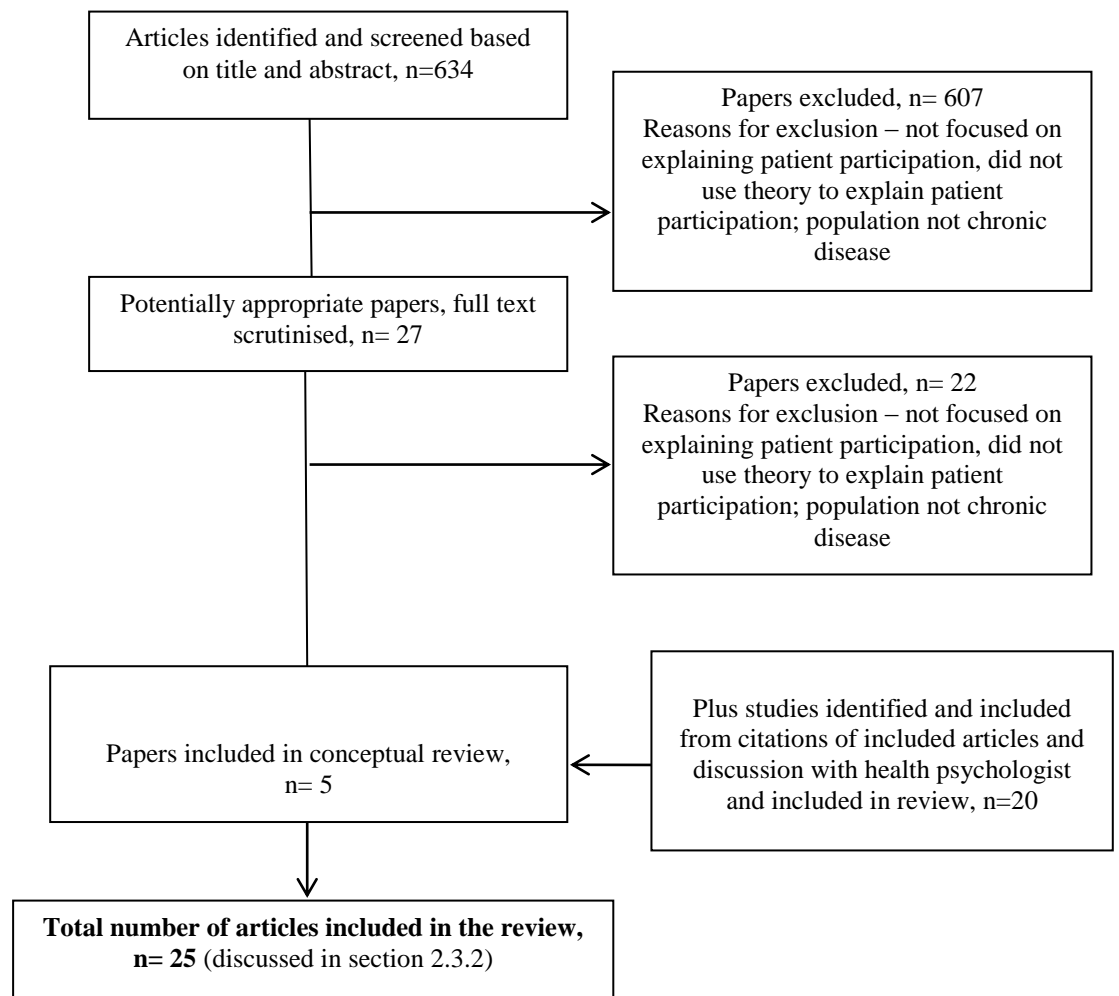 Articles identified and screened based
on title and abstract, n=634
Papers excluded, n= 607
Reasons for exclusion – not focused on
explaining patient participation, did not
use theory to explain patient
participation; population not chronic
disease
Potentially appropriate papers, full text
scrutinised, n= 27
Papers excluded, n= 22
Reasons for exclusion – not focused on
explaining patient participation, did not
use theory to explain patient
participation; population not chronic
disease
Papers included in conceptual review,
n= 5
Plus studies identified and included
from citations of included articles and
discussion with health psychologist
and included in review, n=20
Total number of articles included in the review,
n= 25 (discussed in section 2.3.2)